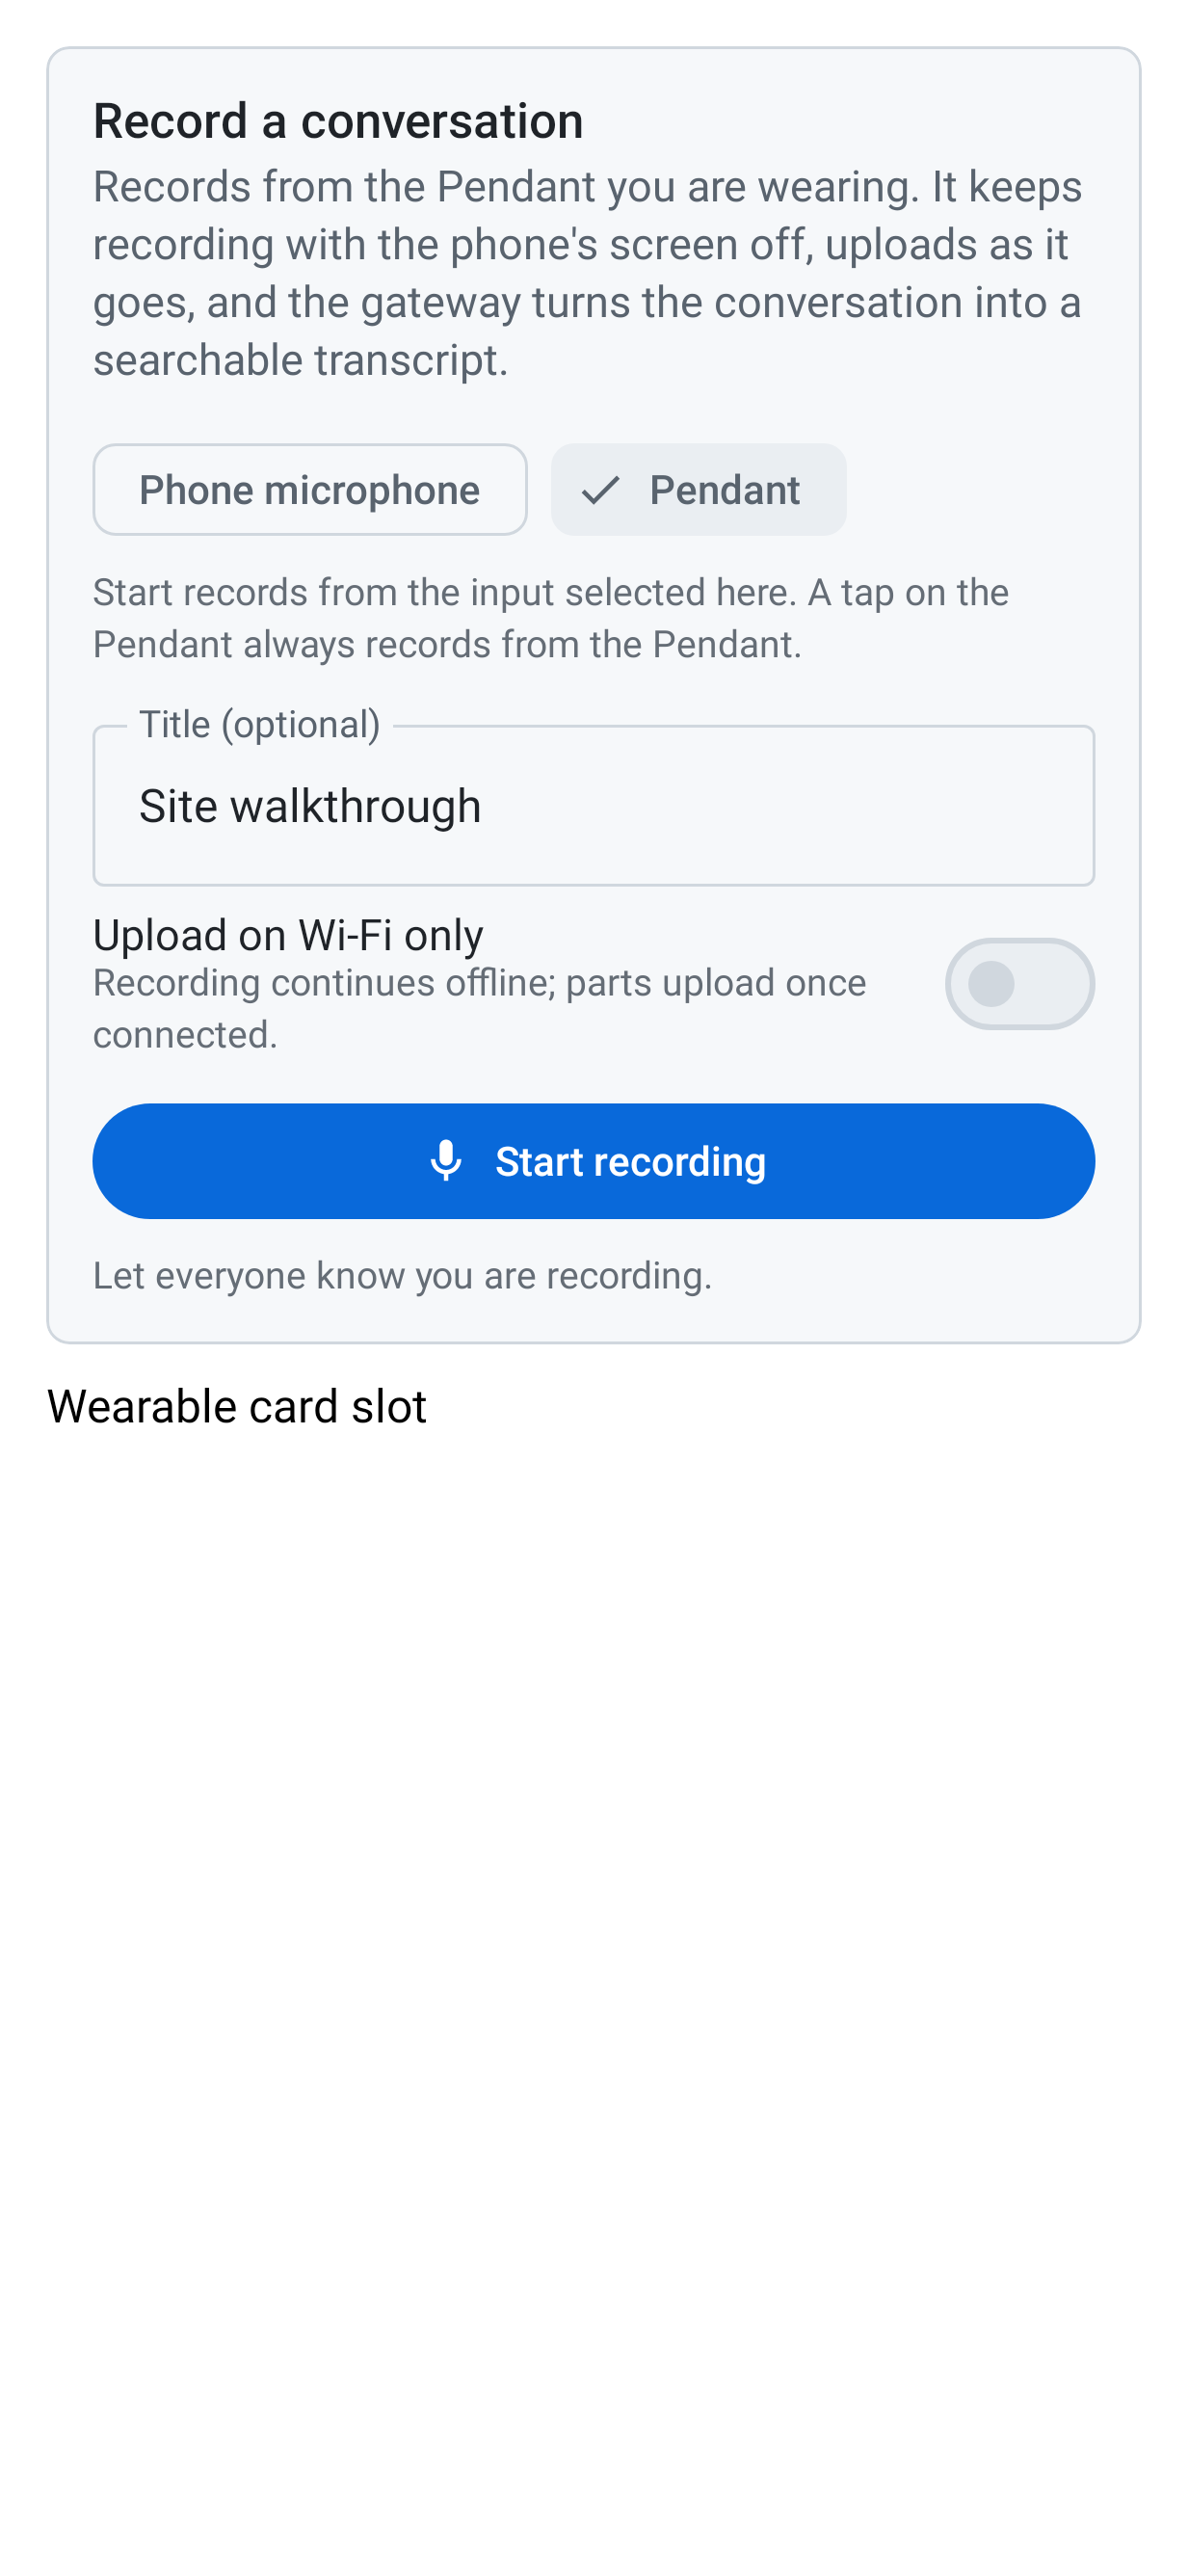 Record a conversation
Records from the Pendant you are wearing. It keeps
recording with the phone's screen off, uploads as it
goes, and the gateway turns the conversation into a
searchable transcript.
Phone microphone
Pendant
Start records from the input selected here. A tap on the
Pendant always records from the Pendant.
Title (optional)
Site walkthrough
Upload on Wi-Fi only
Recording continues offline; parts upload once
connected.
Start recording
Let everyone know you are recording.
Wearable card slot